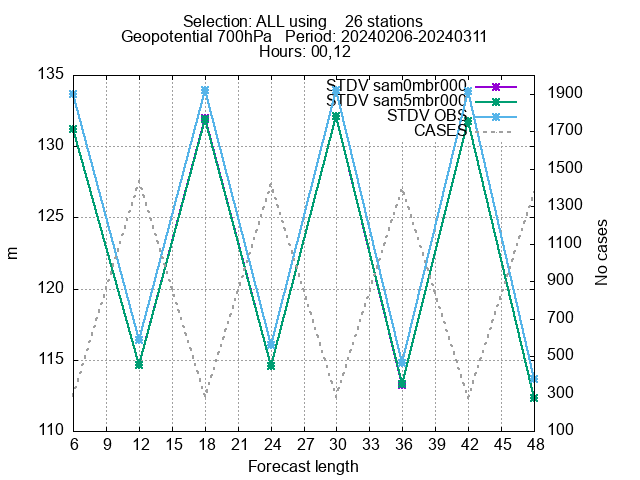 Selection: ALL using    26 stations
Geopotential 700hPa   Period: 20240206-20240311
Hours: 00,12
STDV sam0mbr000
STDV sam5mbr000
STDV OBS
CASES
135
130
125
120
115
110
1900
1700
1500
1300
1100
900
700
500
300
100
m
No cases
6 9 12 15 18 21 24 27 30 33 36 39 42 45 48
Forecast length